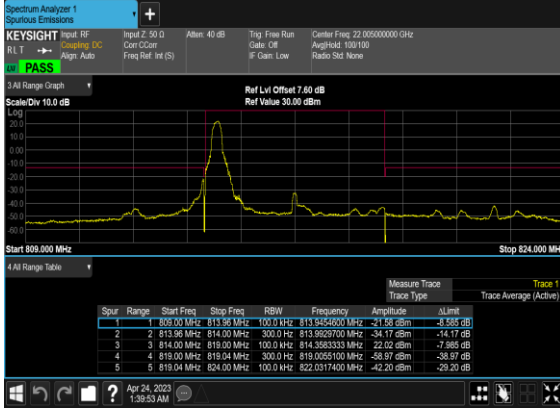 Spectrum Analyzer 1
Spurious Emissions
+
KEYSIGHT Input: RF Input Z: 50 Ω Atten: 40 dB Trig: Free Run Center Freq: 22.005000000 GHz
RLT Coupling: DC Corr CCorr Gate: Off Avg|Hold: 100/100
Align: Auto Freq Ref: Int (S) IF Gain: Low Radio Std: None
PASS
3.All Range Graph
Ref Lvl Offset 7.60 dB
Scale/Div 10.0 dB Ref Value 30.00 dBm
Log
20.0
10.0
0.00
-10.0
-20.0
-30.0
-40.0
-50.0
-60.0
Start 809.000 MHz Stop 824.000 MHz
4.All Range Table
Measure Trace Trace 1
Trace Type Trace Average (Active)
Spur Range Start Freq Stop Freq RBW Frequency Amplitude ΔLimit
1 1 809.00 MHz 813.96 MHz 100.0 kHz 813.9454600 MHz -21.58 dBm -8.585 dB
2 2 813.96 MHz 814.00 MHz 300.0 Hz 813.9929700 MHz -34.17 dBm -14.17 dB
3 3 814.00 MHz 819.00 MHz 100.0 kHz 814.3583333 MHz 22.02 dBm -7.985 dB
4 4 819.00 MHz 819.04 MHz 300.0 Hz 819.0055100 MHz -58.97 dBm -38.97 dB
5 5 819.04 MHz 824.00 MHz 100.0 kHz 822.0317400 MHz -42.20 dBm -29.20 dB
? Apr 24, 2023
1:39:53 AM